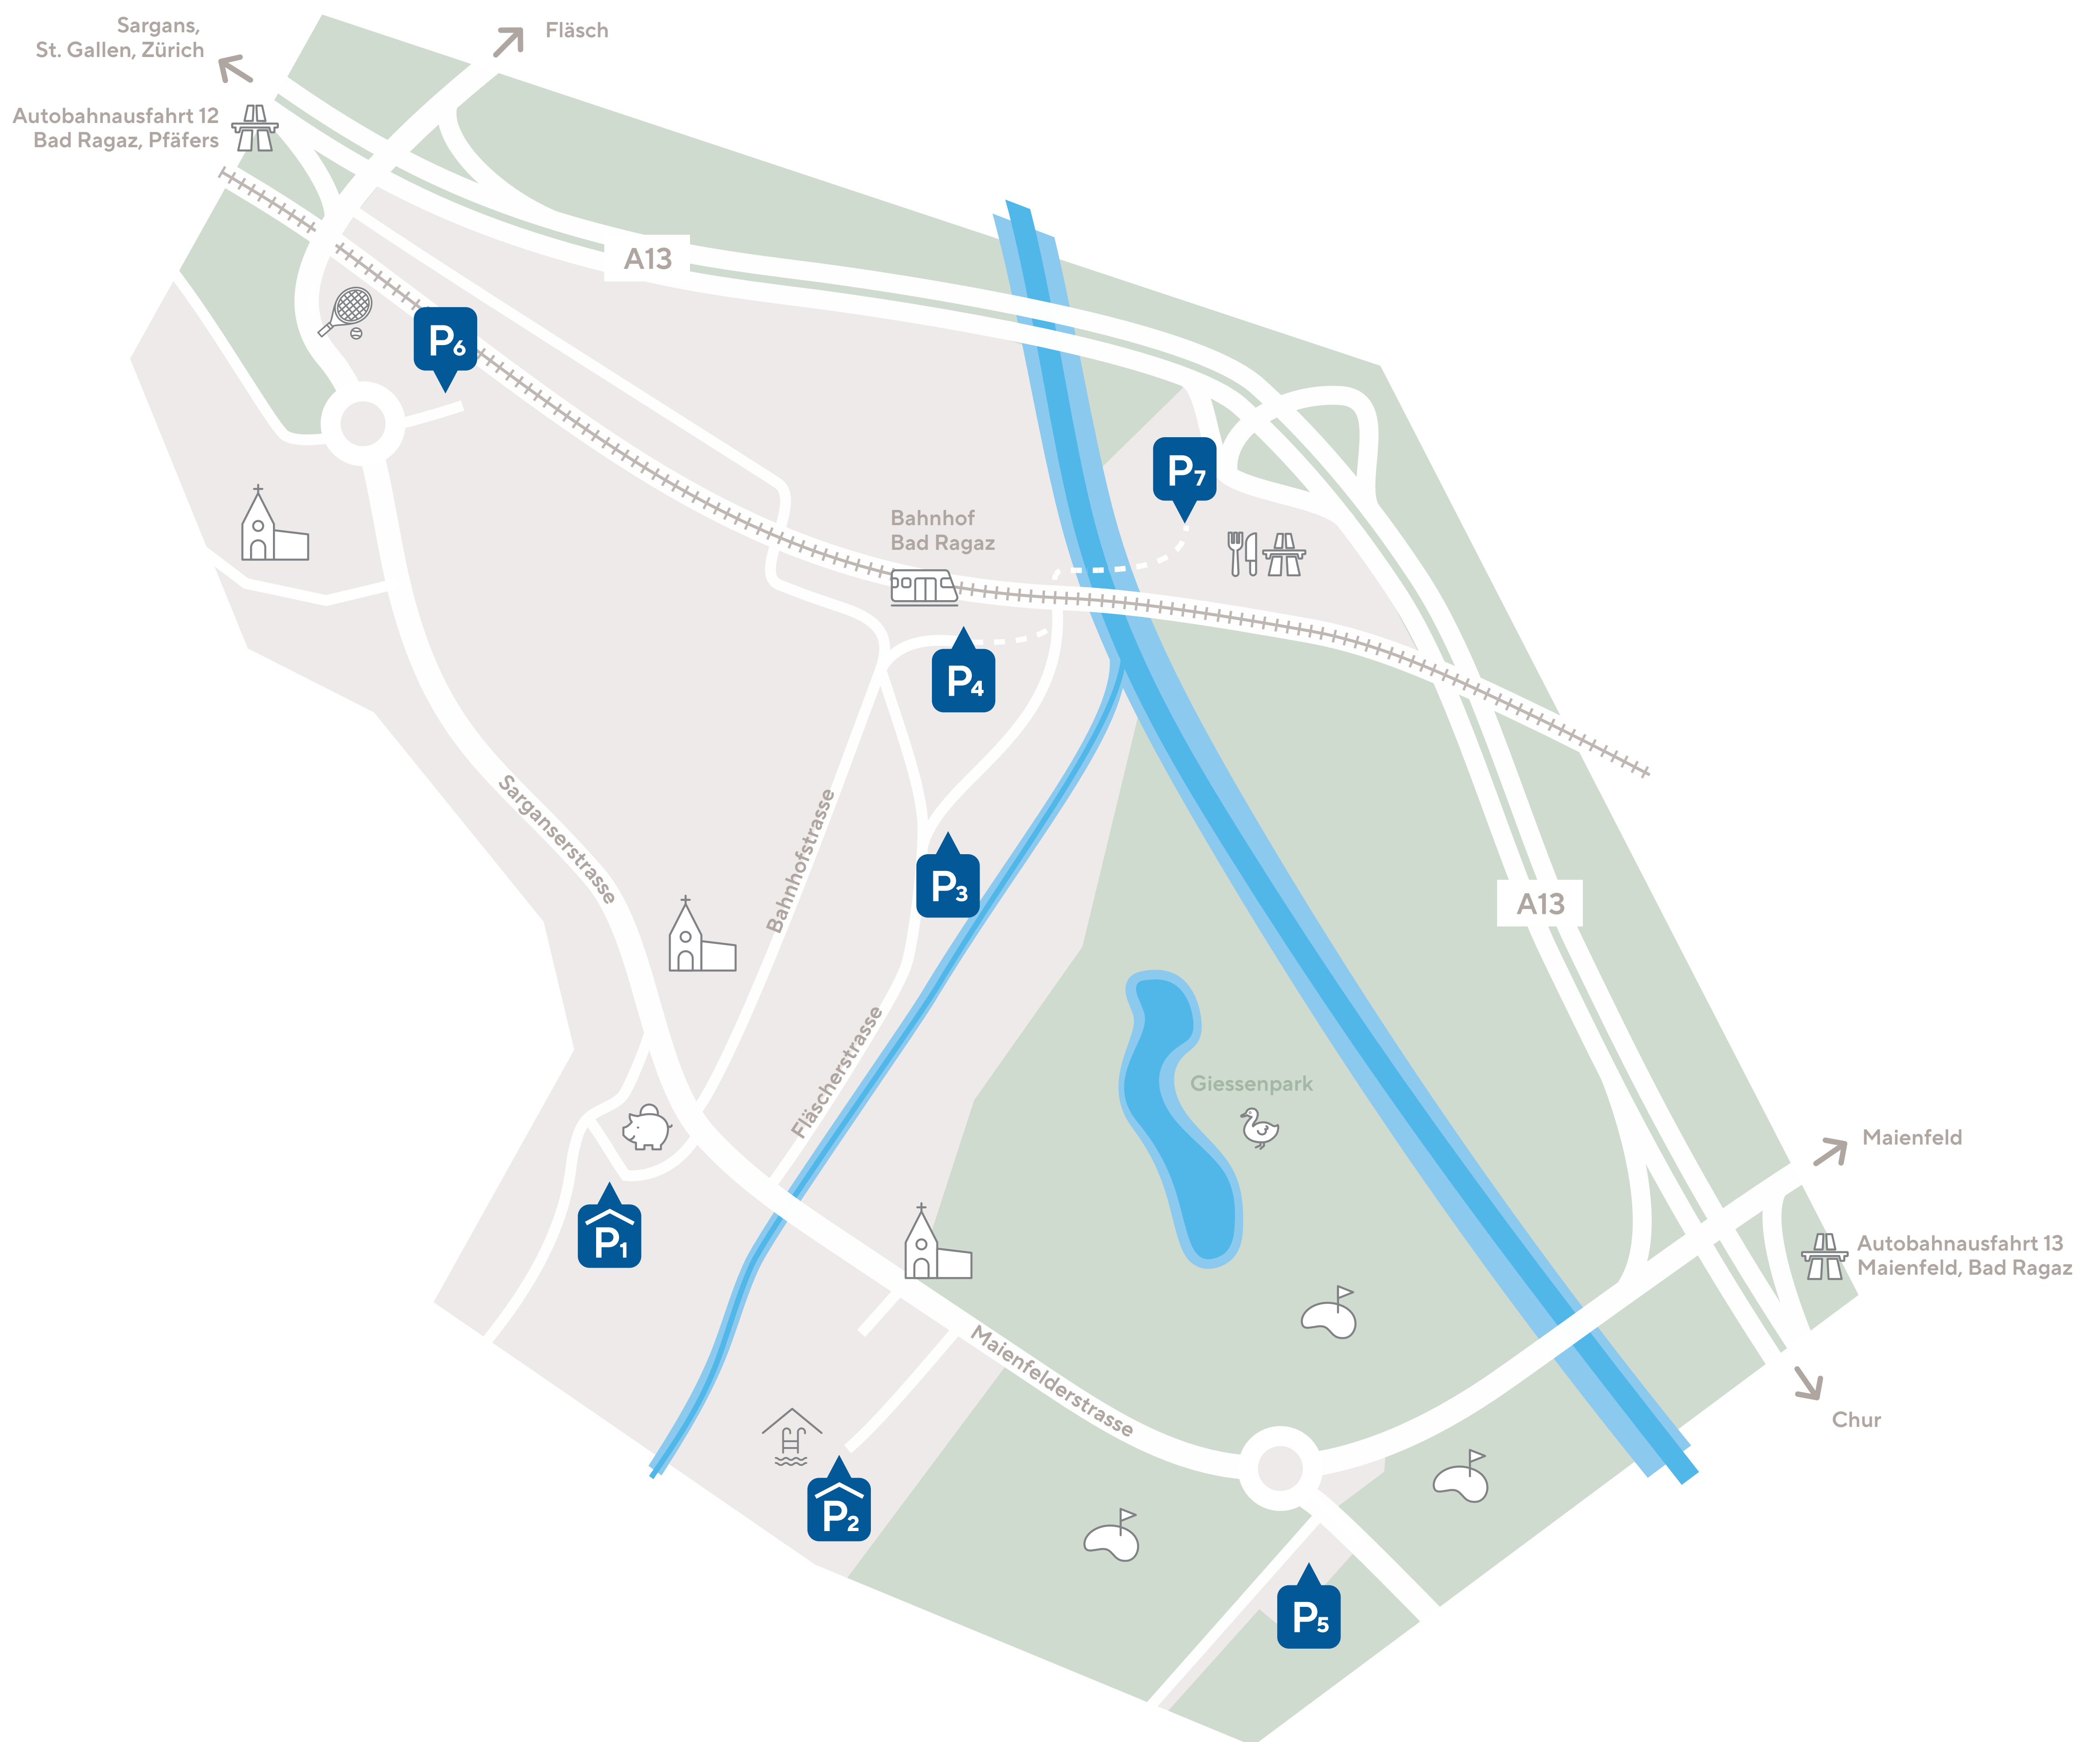 Sargans,
St. Gallen, Zürich
Fläsch
Autobahnausfahrt 12
Bad Ragaz, Pfäfers
A13
P6
P7
Bahnhof
Bad Ragaz
P4
Sarganserstrasse
Bahnhofstrasse
P3
A13
Fläscherstrasse
Giessenpark
Maienfeld
P1
Autobahnausfahrt 13
Maienfeld, Bad Ragaz
Maienfelderstrasse
Chur
P2
P5